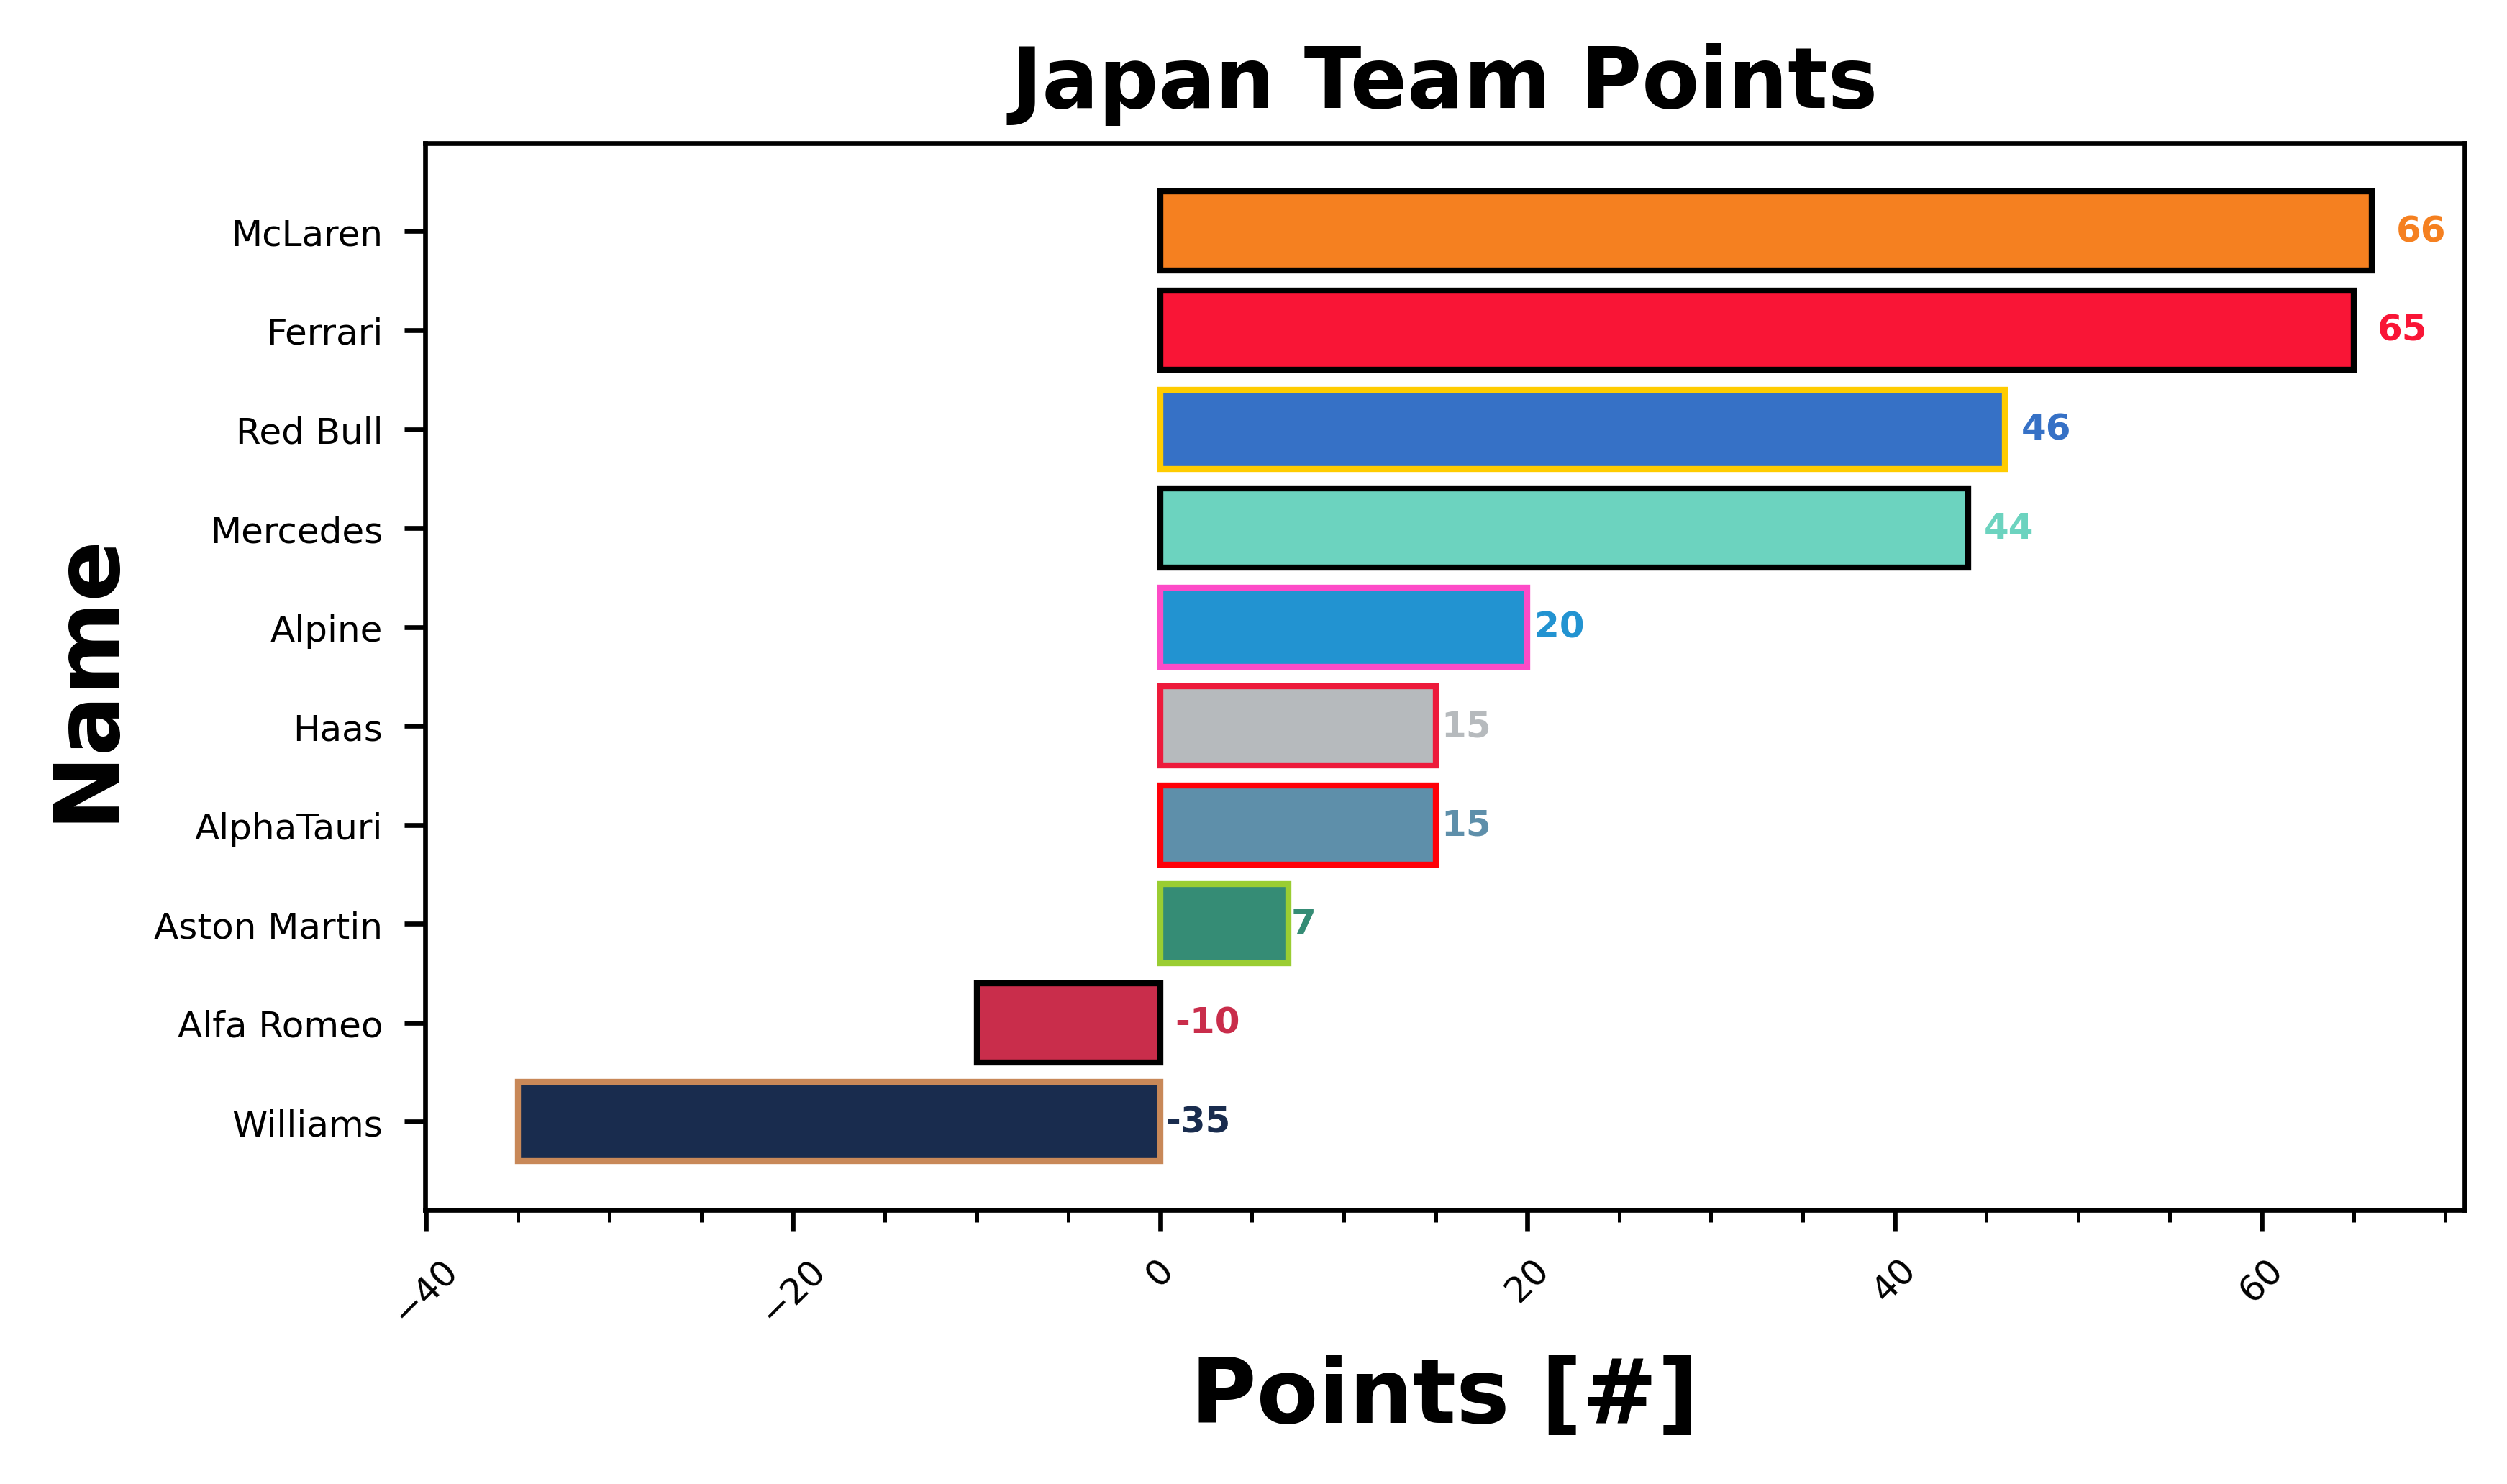 Japan Team Points
Name
McLaren 66
Ferrari 65
Red Bull 46
Mercedes 44
Alpine 20
Haas 15
AlphaTauri 15
Aston Martin 7
Alfa Romeo -10
Williams -35
−40 −20 0 20 40 60
Points [#]